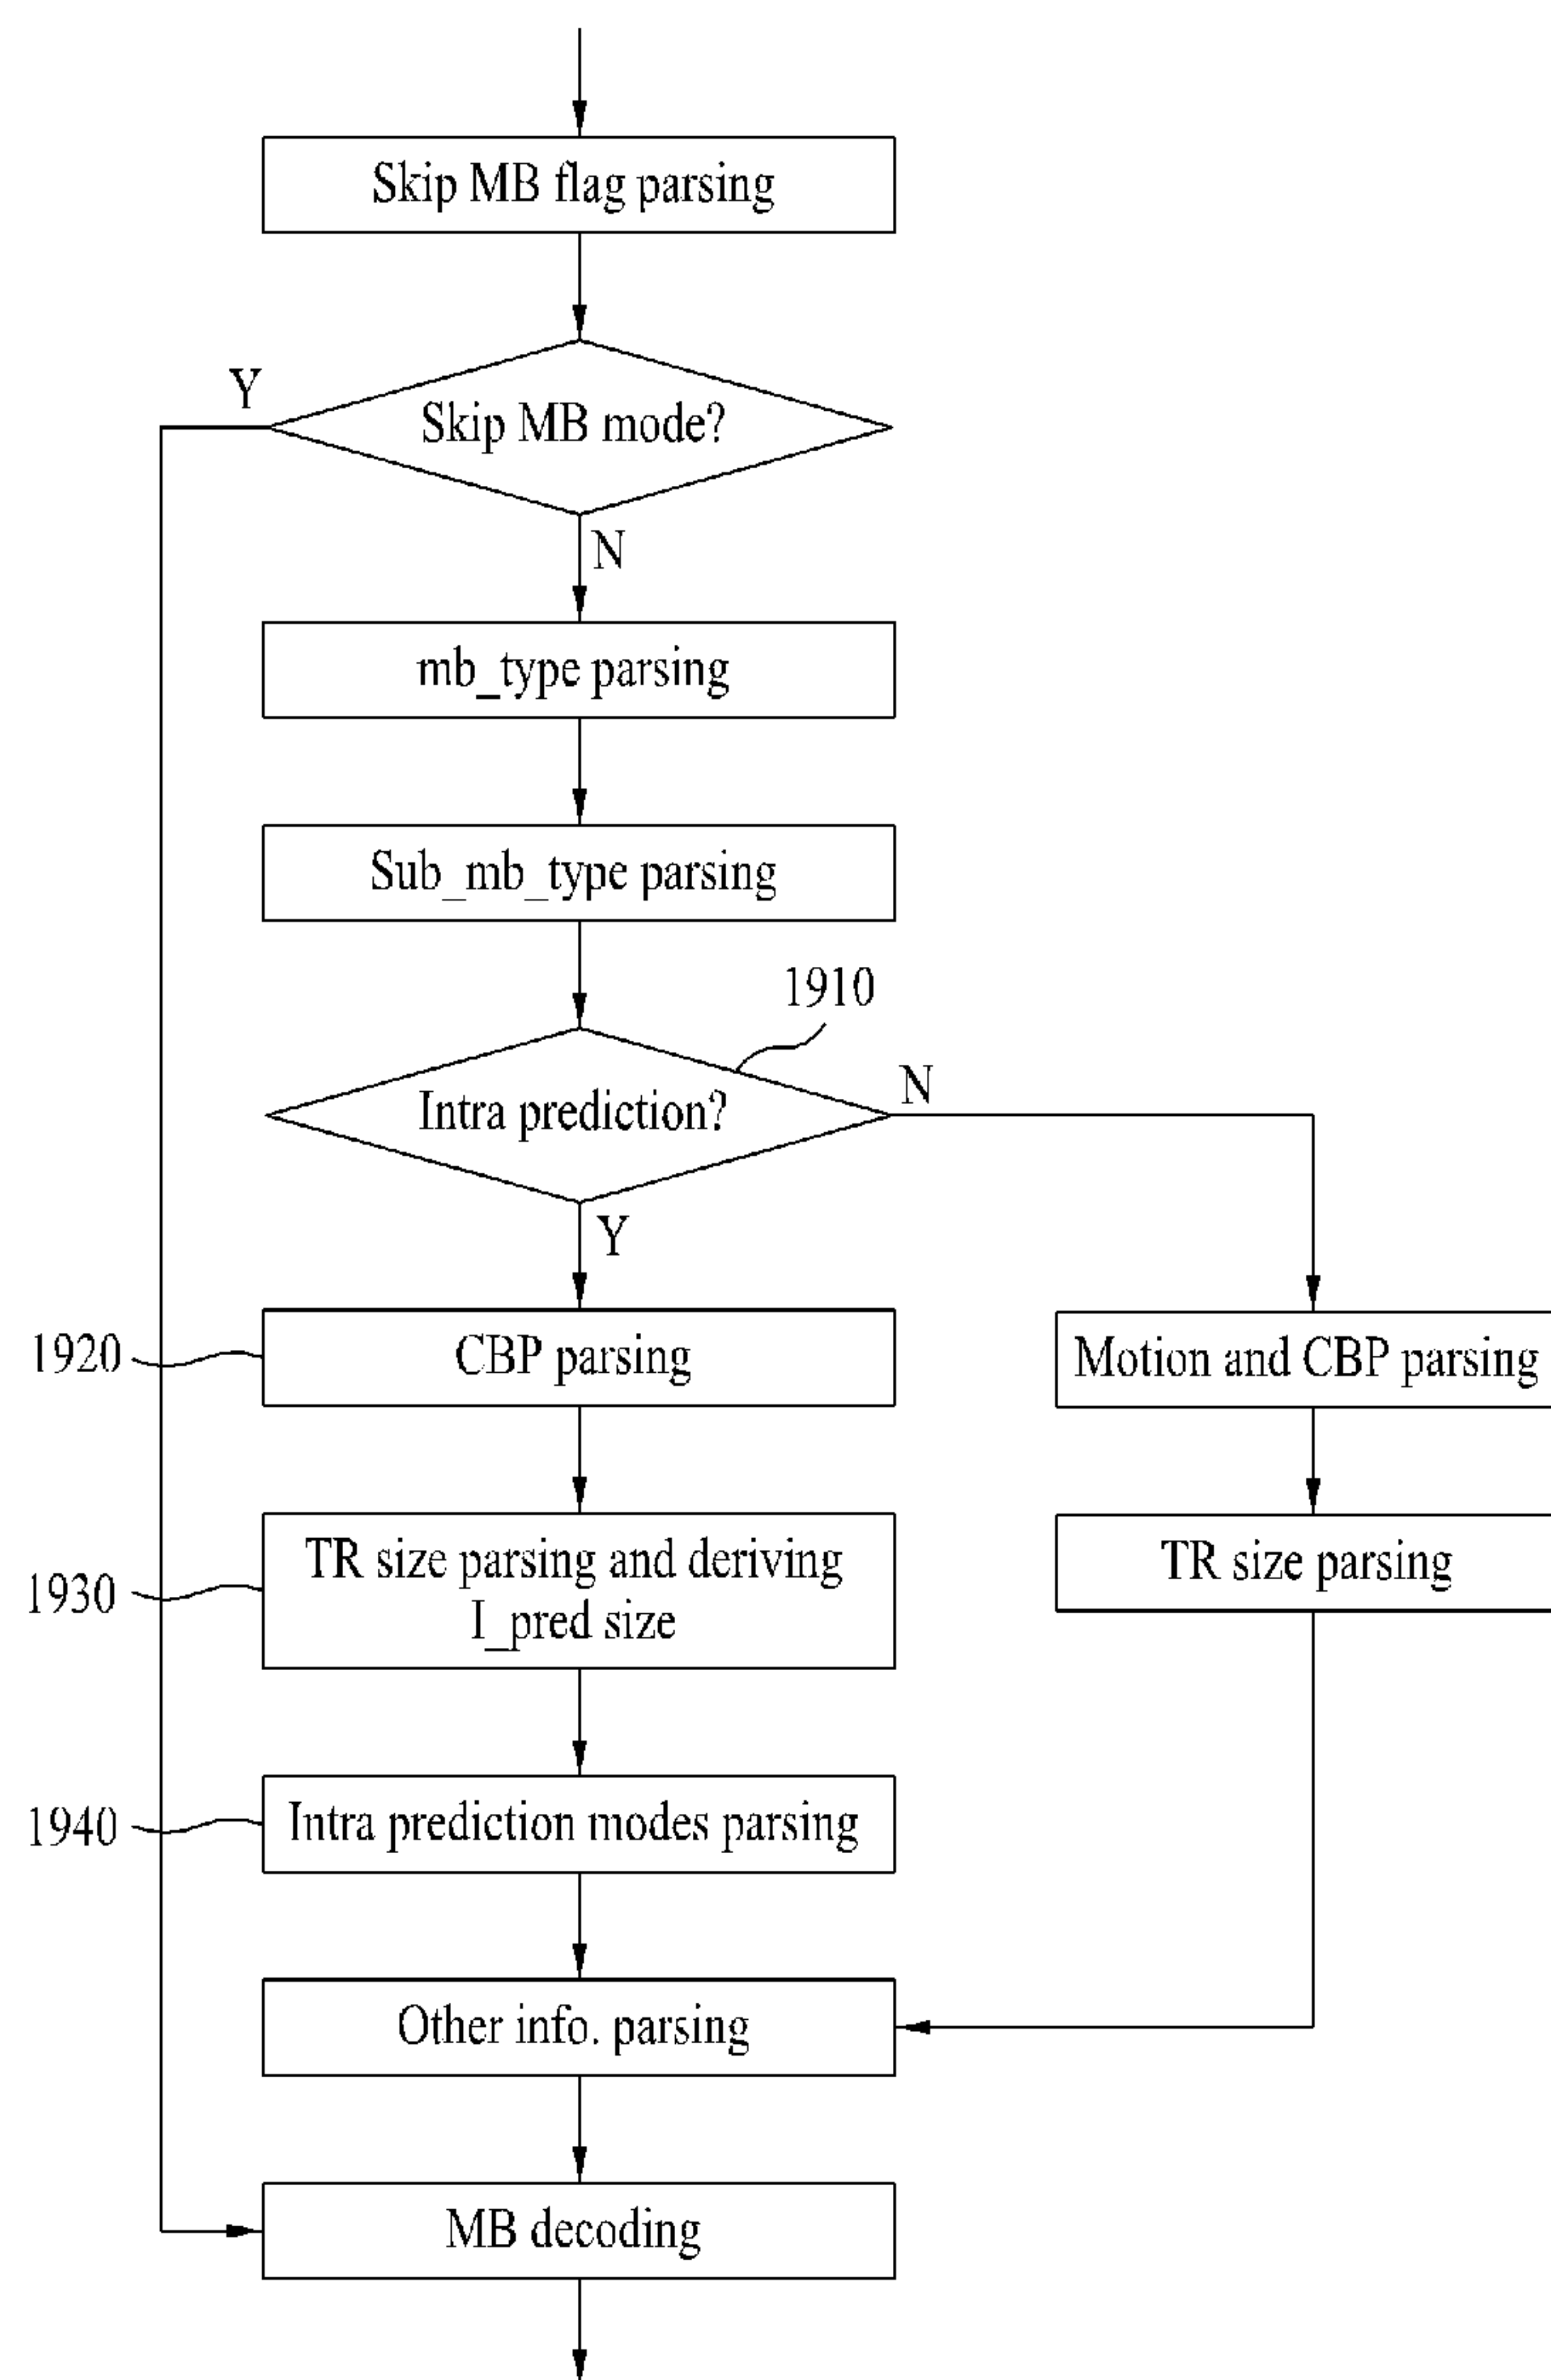 Skip MB flag parsing
Y
Skip MB mode?
N
mb_type parsing
Sub_mb_type parsing
1910
Intra prediction?
N
Y
1920
CBP parsing
Motion and CBP parsing
1930
TR size parsing and deriving
I_pred size
TR size parsing
1940
Intra prediction modes parsing
Other info. parsing
MB decoding